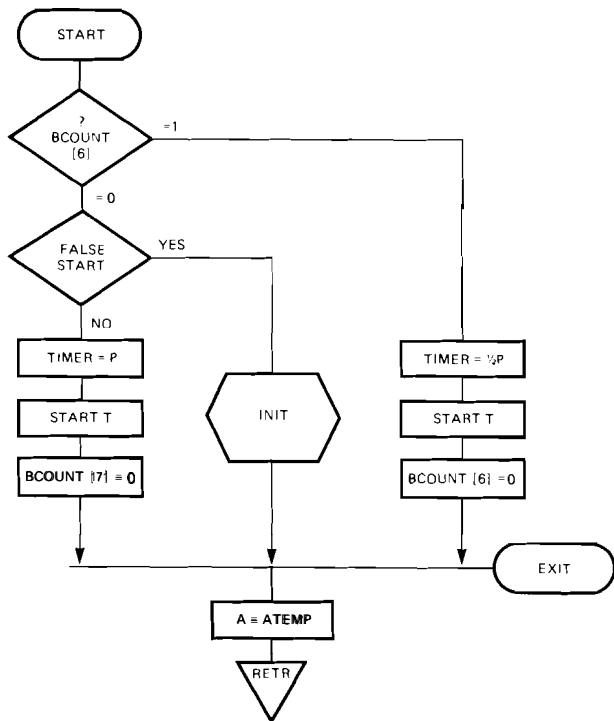 START
?
BCOUNT
[6]
=1
= 0
FALSE
START
YES
NO
TIMER = P
TIMER = ½P
START T
INIT
START T
BCOUNT [17] = 0
BCOUNT [6] = 0
EXIT
A = ATEMP
RETR